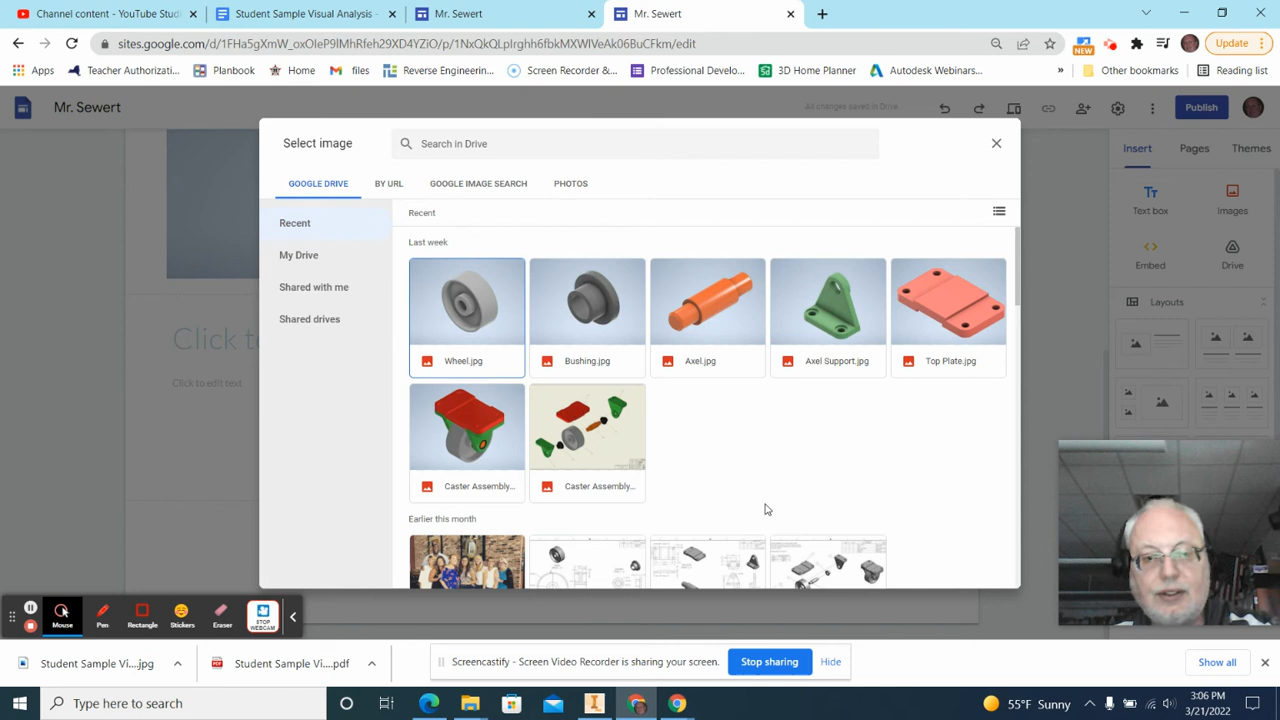 Channel content - YouTube Studi
Student Sample Visual Analysis -
Mr. Sewert
Mr. Sewert
sites.google.com/d/
/edit
NEW
Update
Apps
Teacher Authorizati...
Planbook
Home
files
Reverse Engineering...
Screen Recorder &...
Professional Develo...
3D Home Planner
Autodesk Webinars...
»
Other bookmarks
Reading list
Mr. Sewert
All changes saved in Drive
Publish
Select image
Search in Drive
Insert
Pages
Themes
GOOGLE DRIVE
BY URL
GOOGLE IMAGE SEARCH
PHOTOS
Tт
Text box
Images
Recent
Recent
My Drive
Last week
Embed
Drive
Shared with me
Layouts
Shared drives
Click to
Click to edit text
Wheel.jpg
Bushing.jpg
Axel.jpg
Axel Support.jpg
Top Plate.jpg
Caster Assembly...
Caster Assembly...
Earlier this month
Mouse
Pen
Rectangle
Stickers
Eraser
STOP
WEBCAM
Student Sample Vi....jpg
Student Sample Vi....pdf
Screencastify - Screen Video Recorder is sharing your screen.
Stop sharing
Hide
Show all
Type here to search
55°F Sunny
3:06 PM
3/21/2022